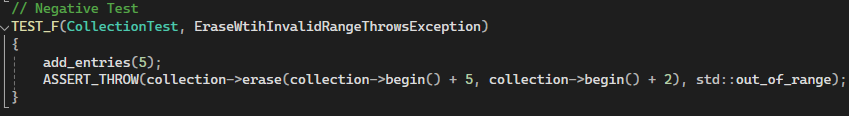 // Negative Test
TEST_F(CollectionTest, EraseWtihInvalidRangeThrowsException)
{
add_entries(5);
ASSERT_THROW(collection->erase(collection->begin() + 5, collection->begin() + 2), std::out_of_range);
}